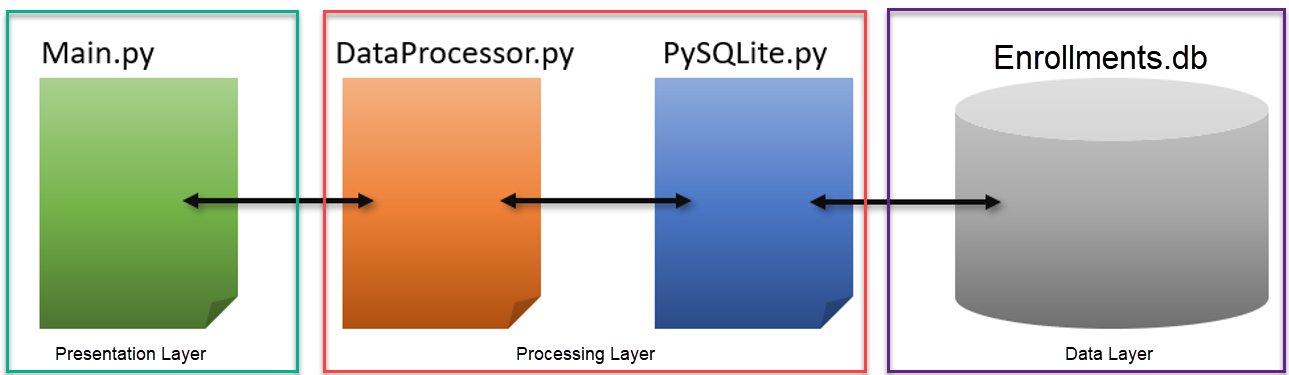 Main.py
DataProcessor.py
PySQLite.py
Enrollments.db
Presentation Layer
Processing Layer
Data Layer